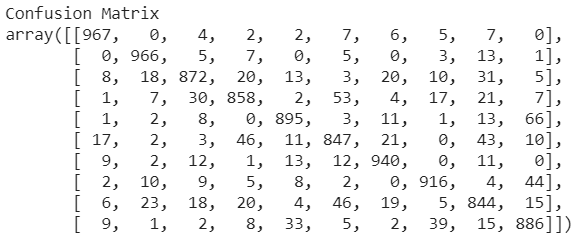 Confusion Matrix
array([[967,   0,   4,   2,   2,   7,   6,   5,   7,   0],
       [  0, 966,   5,   7,   0,   5,   0,   3,  13,   1],
       [  8,  18, 872,  20,  13,   3,  20,  10,  31,   5],
       [  1,   7,  30, 858,   2,  53,   4,  17,  21,   7],
       [  1,   2,   8,   0, 895,   3,  11,   1,  13,  66],
       [ 17,   2,   3,  46,  11, 847,  21,   0,  43,  10],
       [  9,   2,  12,   1,  13,  12, 940,   0,  11,   0],
       [  2,  10,   9,   5,   8,   2,   0, 916,   4,  44],
       [  6,  23,  18,  20,   4,  46,  19,   5, 844,  15],
       [  9,   1,   2,   8,  33,   5,   2,  39,  15, 886]])